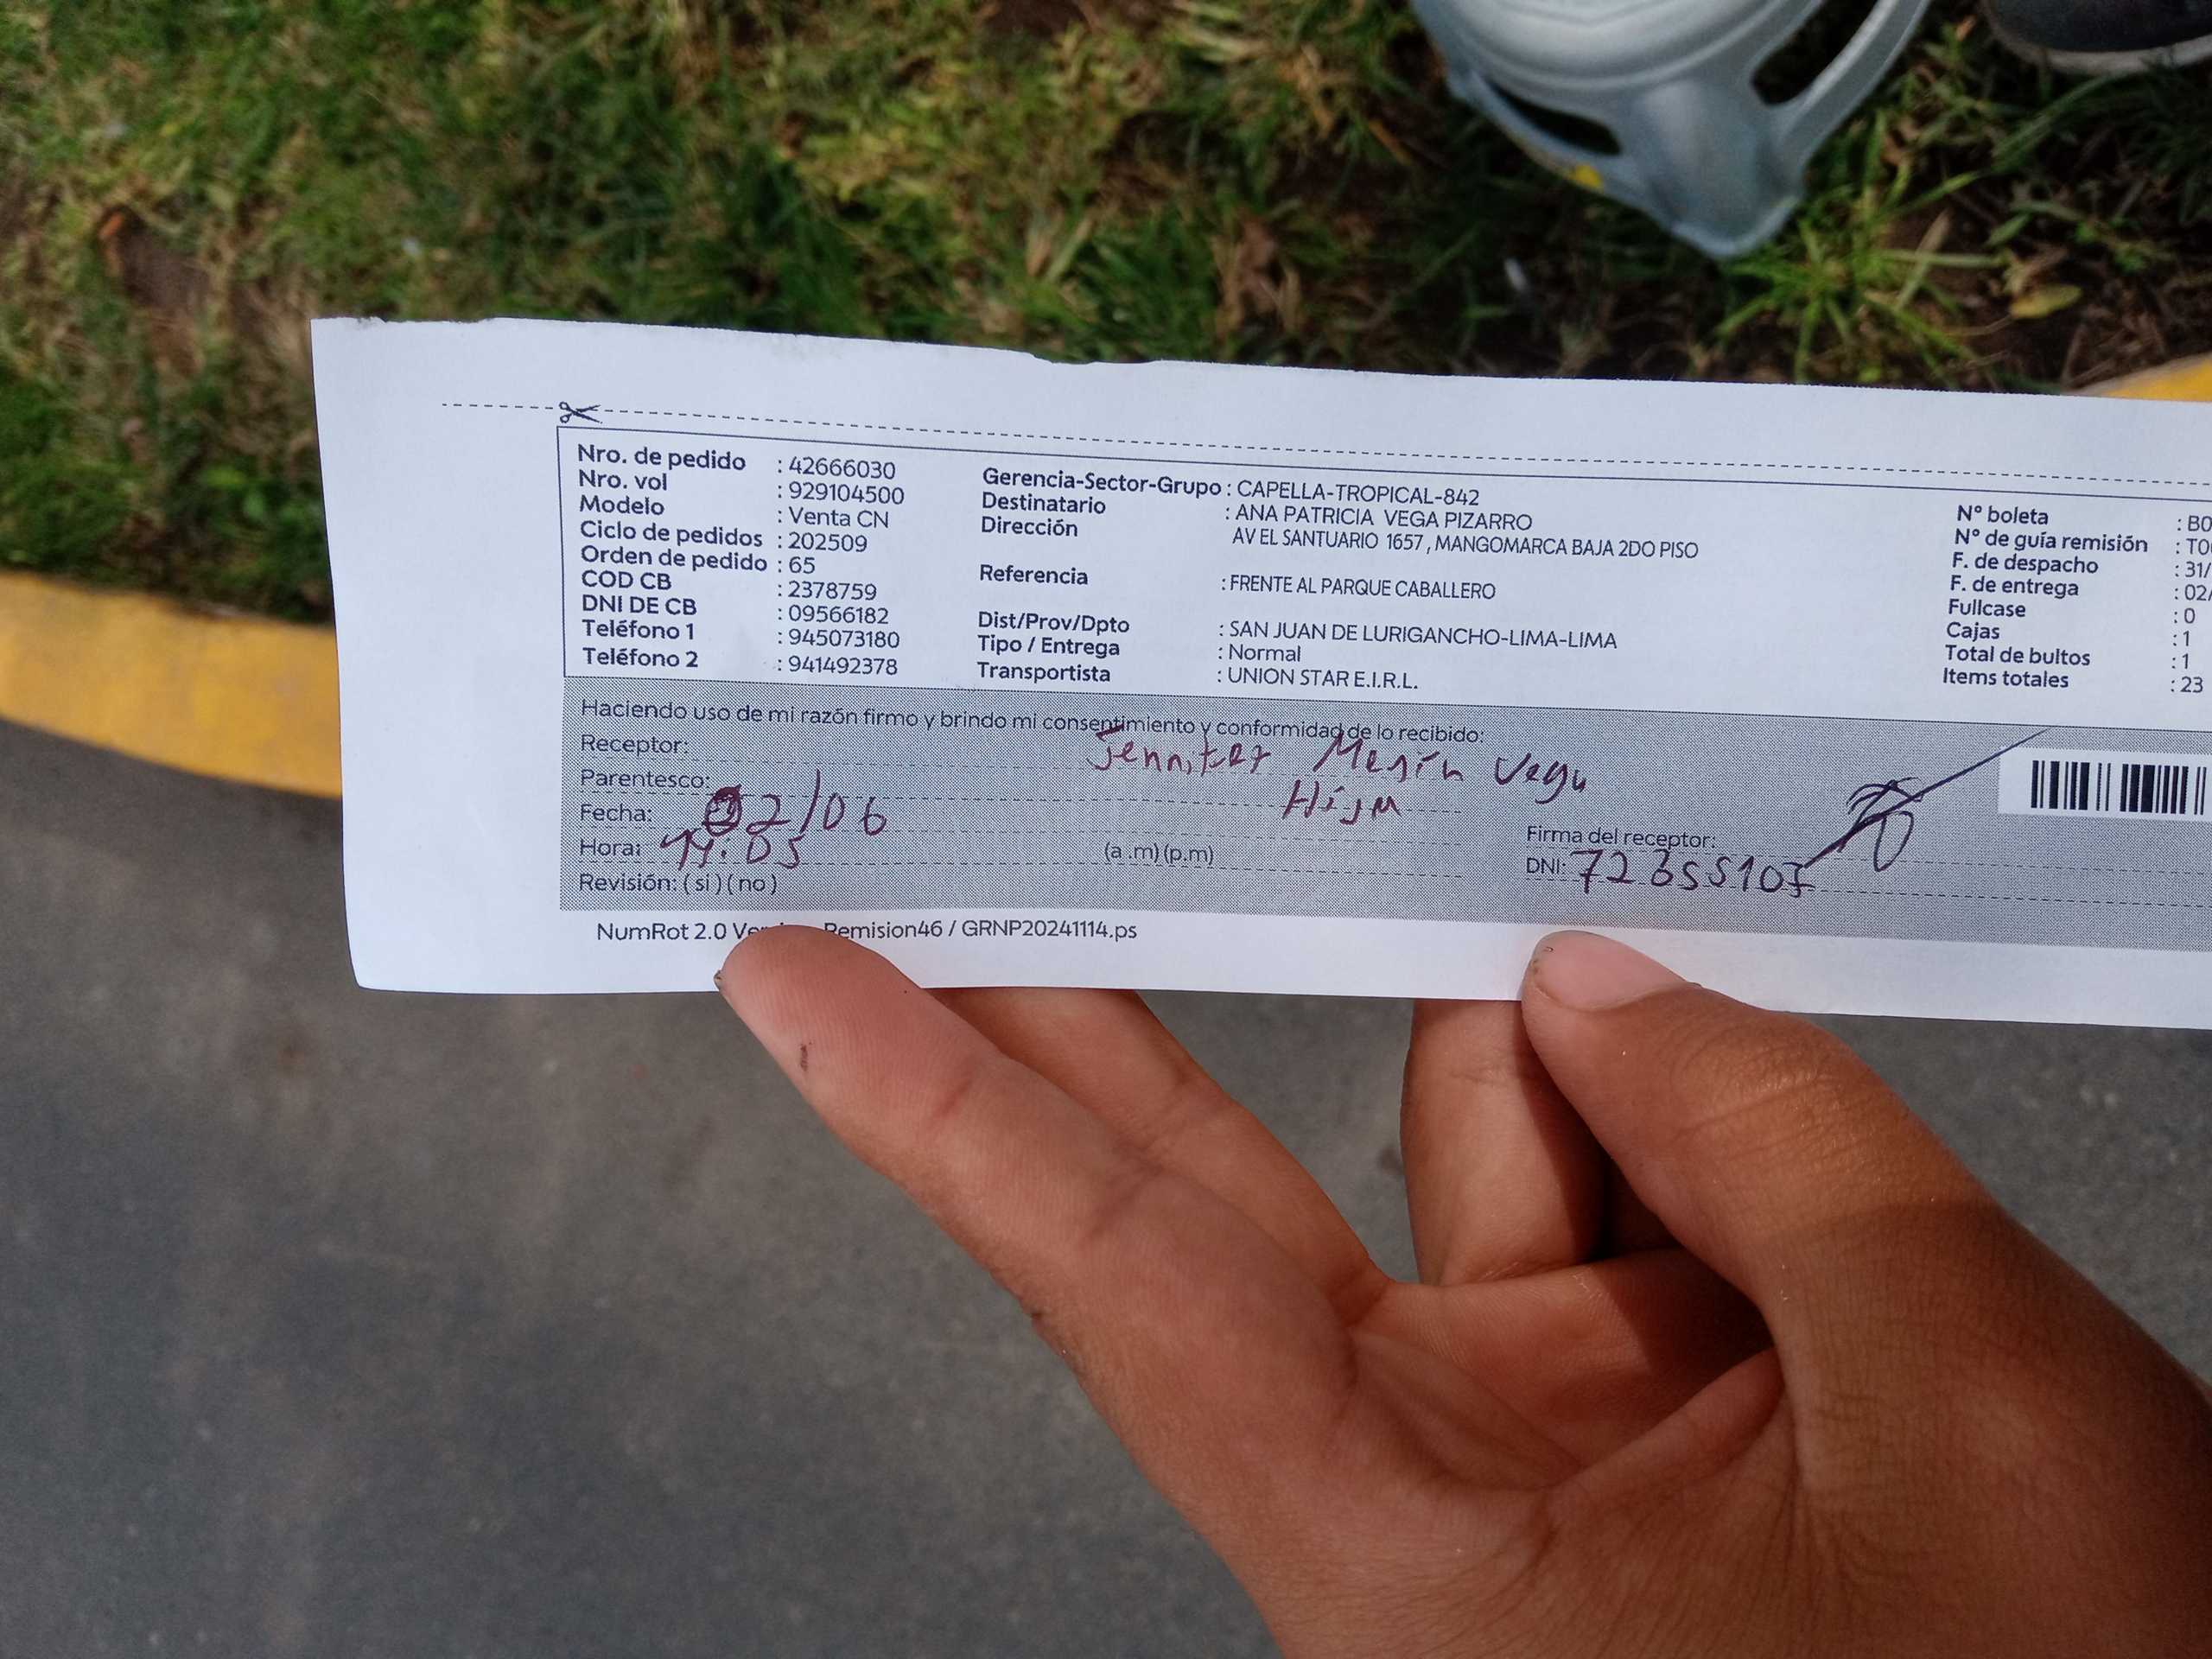 Nro. de pedido : 42666030
Nro. vol : 929104500
Modelo : Venta CN
Ciclo de pedidos : 202509
Orden de pedido : 65
COD CB : 2378759
DNI DE CB : 09566182
Teléfono 1 : 945073180
Teléfono 2 : 941492378
Gerencia-Sector-Grupo : CAPELLA-TROPICAL-842
Destinatario : ANA PATRICIA VEGA PIZARRO
Dirección AV EL SANTUARIO 1657, MANGOMARCA BAJA 2DO PISO
Referencia : FRENTE AL PARQUE CABALLERO
Dist/Prov/Dpto : SAN JUAN DE LURIGANCHO-LIMA-LIMA
Tipo / Entrega : Normal
Transportista : UNION STAR E.I.R.L.
N° boleta : B0
N° de guía remisión : T0
F. de despacho : 31/
F. de entrega : 02/
Fullcase : 0
Cajas : 1
Total de bultos : 1
Items totales : 23
Haciendo uso de mi razón firmo y brindo mi consentimiento y conformidad de lo recibido:
Receptor: Jennifer Vega
Parentesco: Hija
Fecha: 02/06
Hora: :05 (a .m) (p.m)
Revisión: ( si ) ( no )
Firma del receptor:
DNI: 72355107
NumRot 2.0 Remision46 / GRNP20241114.ps